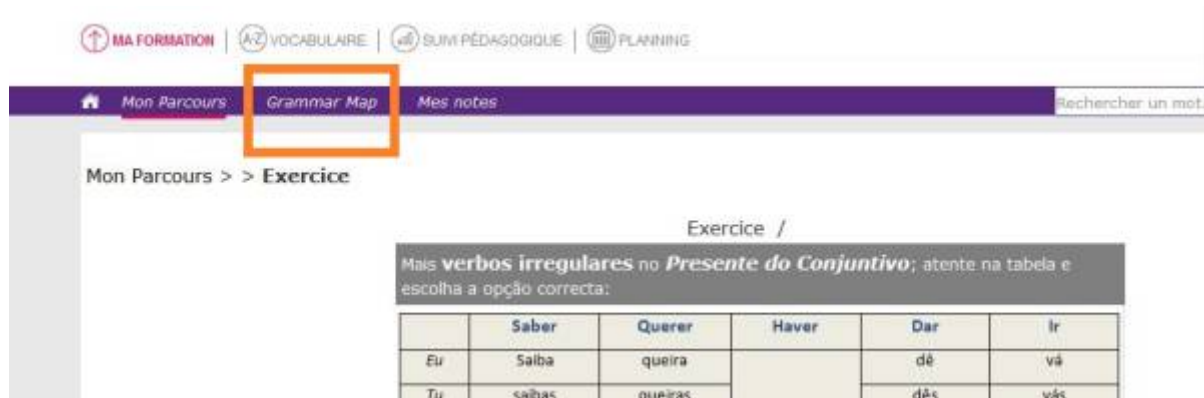 MA FORMATION | A-Z VOCABULAIRE | SUIVI PÉDAGOGIQUE | PLANNING
Mon Parcours Grammar Map Mes notes Rechercher un mot.
Mon Parcours > > Exercice
Exercice /
Mais verbos irregulares no Presente do Conjuntivo; atente na tabela e
escolha a opção correcta:
Saber Querer Haver Dar Ir
Eu Saiba queira dê vá
Tu saibas queiras dês vás